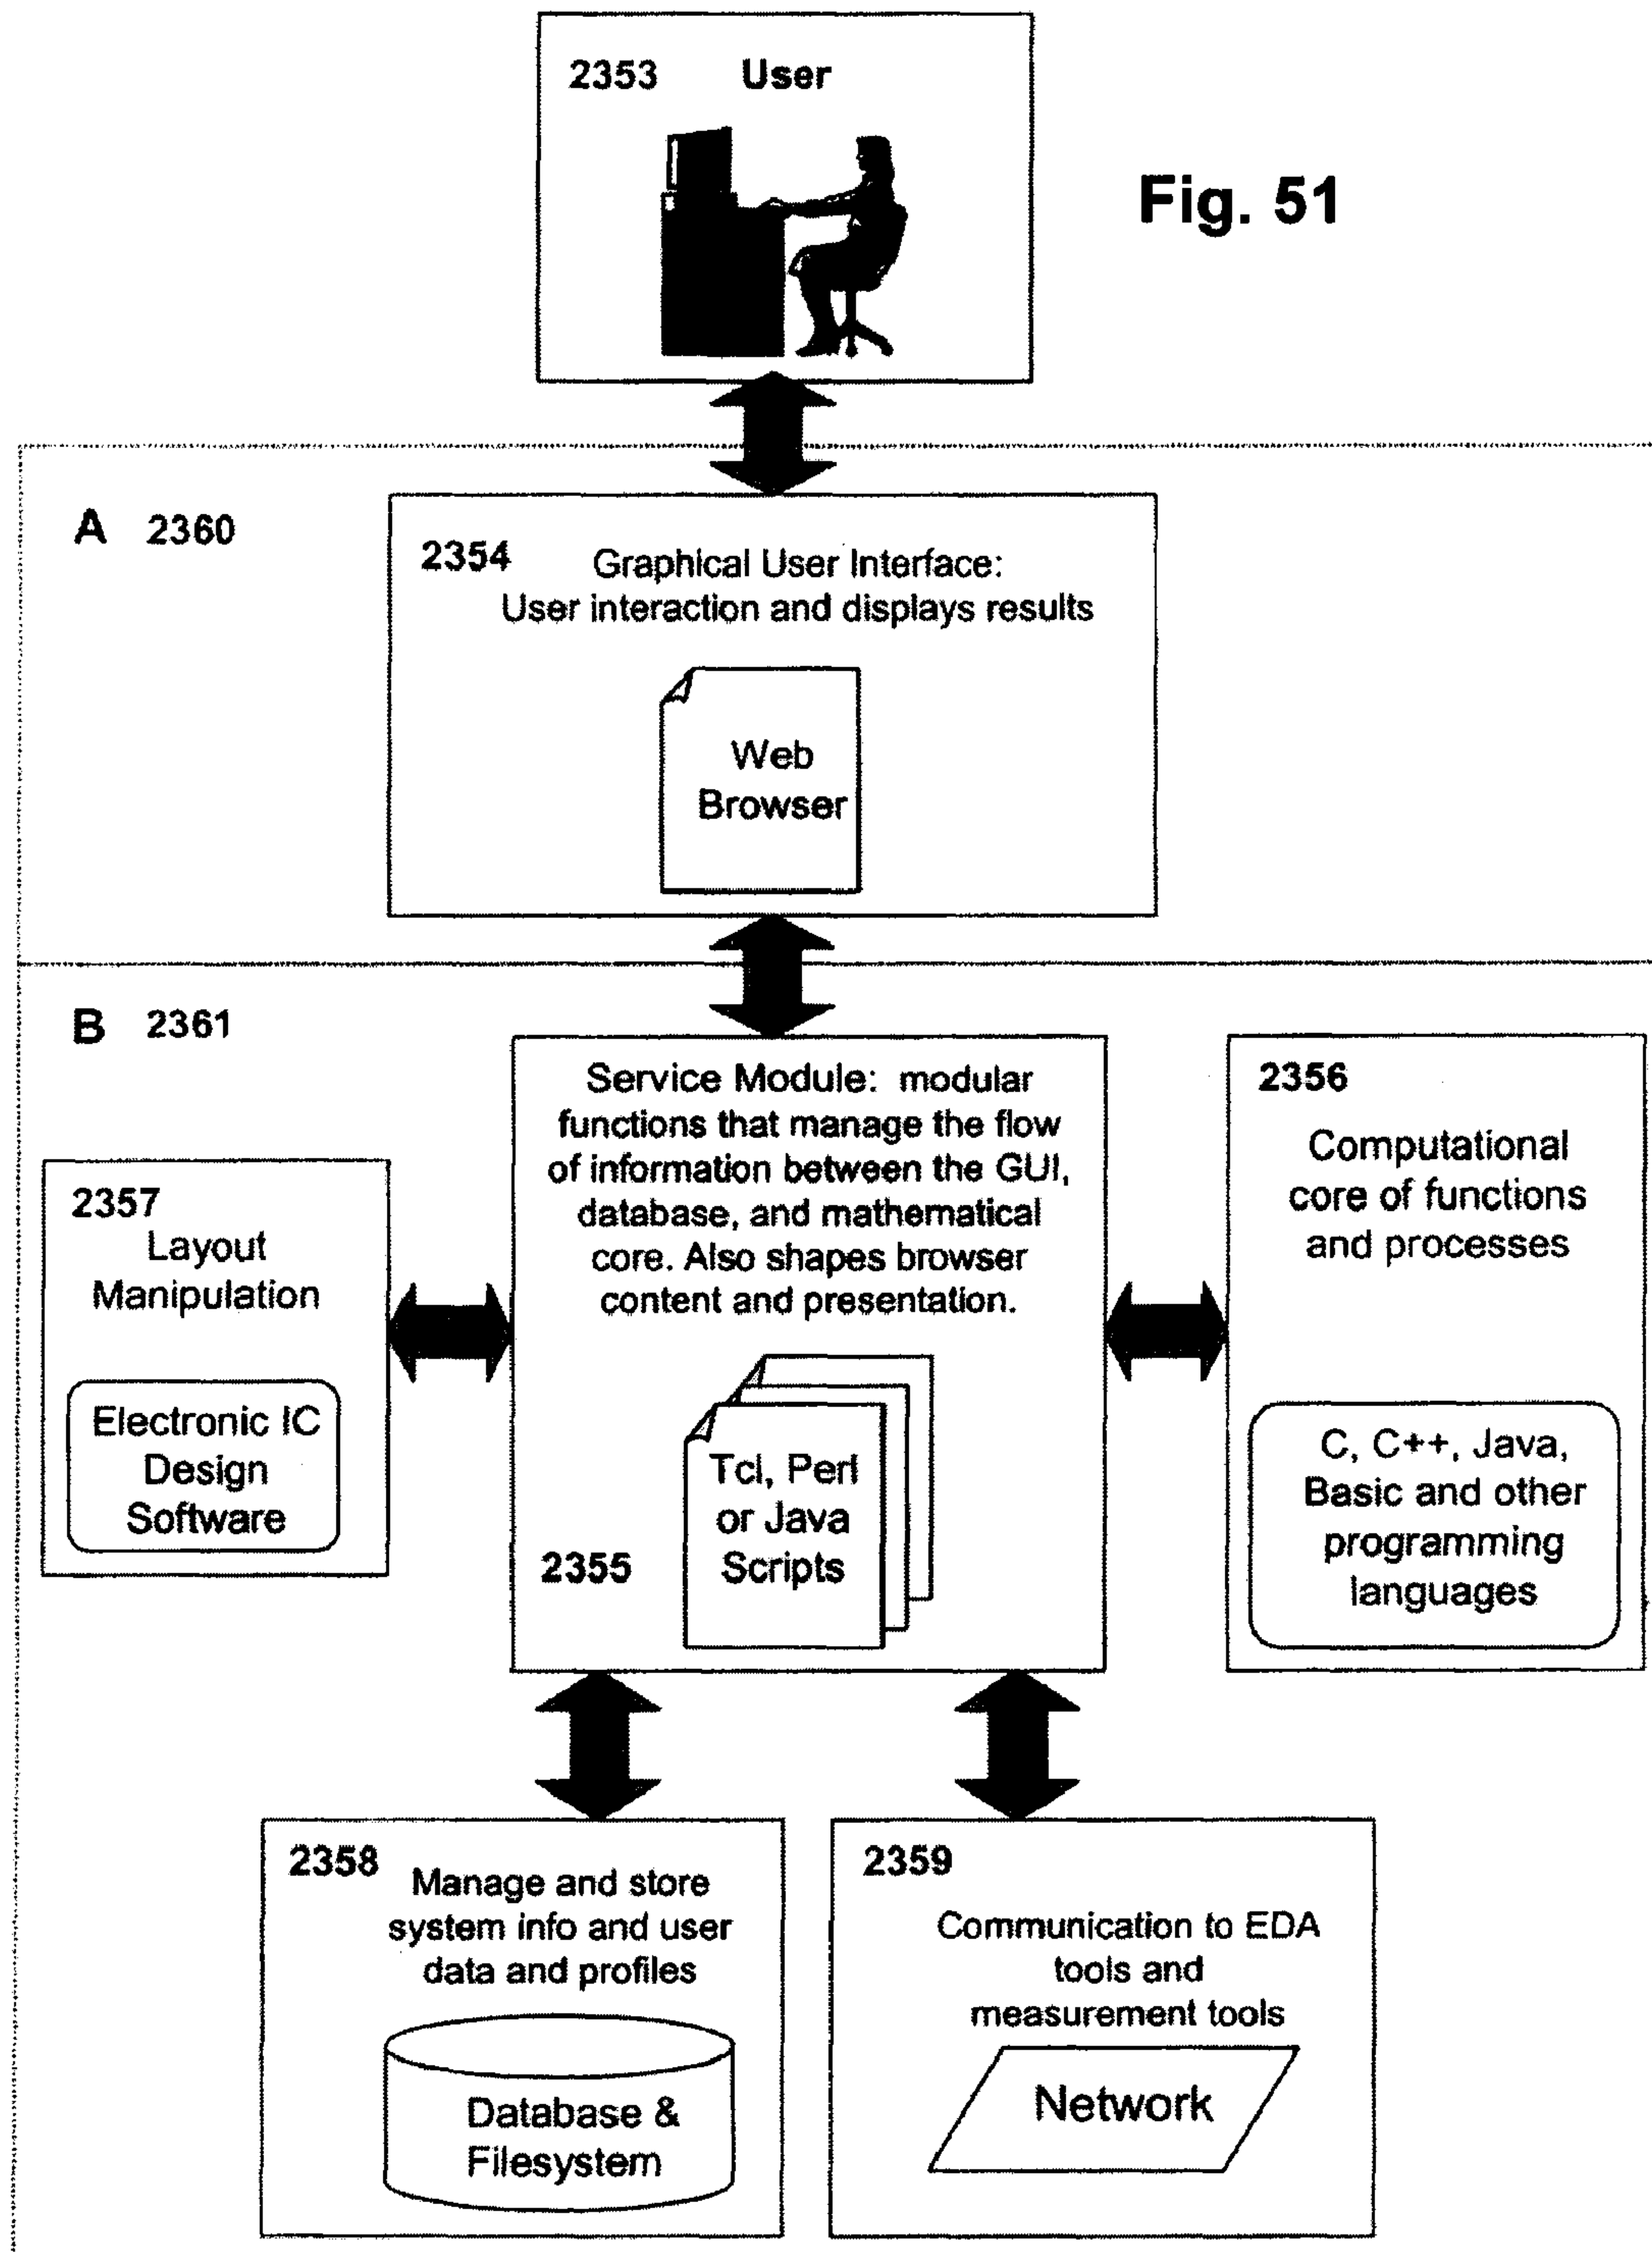 2353 User
Fig. 51
A 2360
2354 Graphical User Interface:
User interaction and displays results
Web
Browser
B 2361
Service Module: modular
functions that manage the flow
of information between the GUI,
database, and mathematical
core. Also shapes browser
content and presentation.
2355
Tcl, Perl
or Java
Scripts
2356
Computational
core of functions
and processes
C, C++, Java,
Basic and other
programming
languages
2357
Layout
Manipulation
Electronic IC
Design
Software
2358
Manage and store
system info and user
data and profiles
Database &
Filesystem
2359
Communication to EDA
tools and
measurement tools
Network